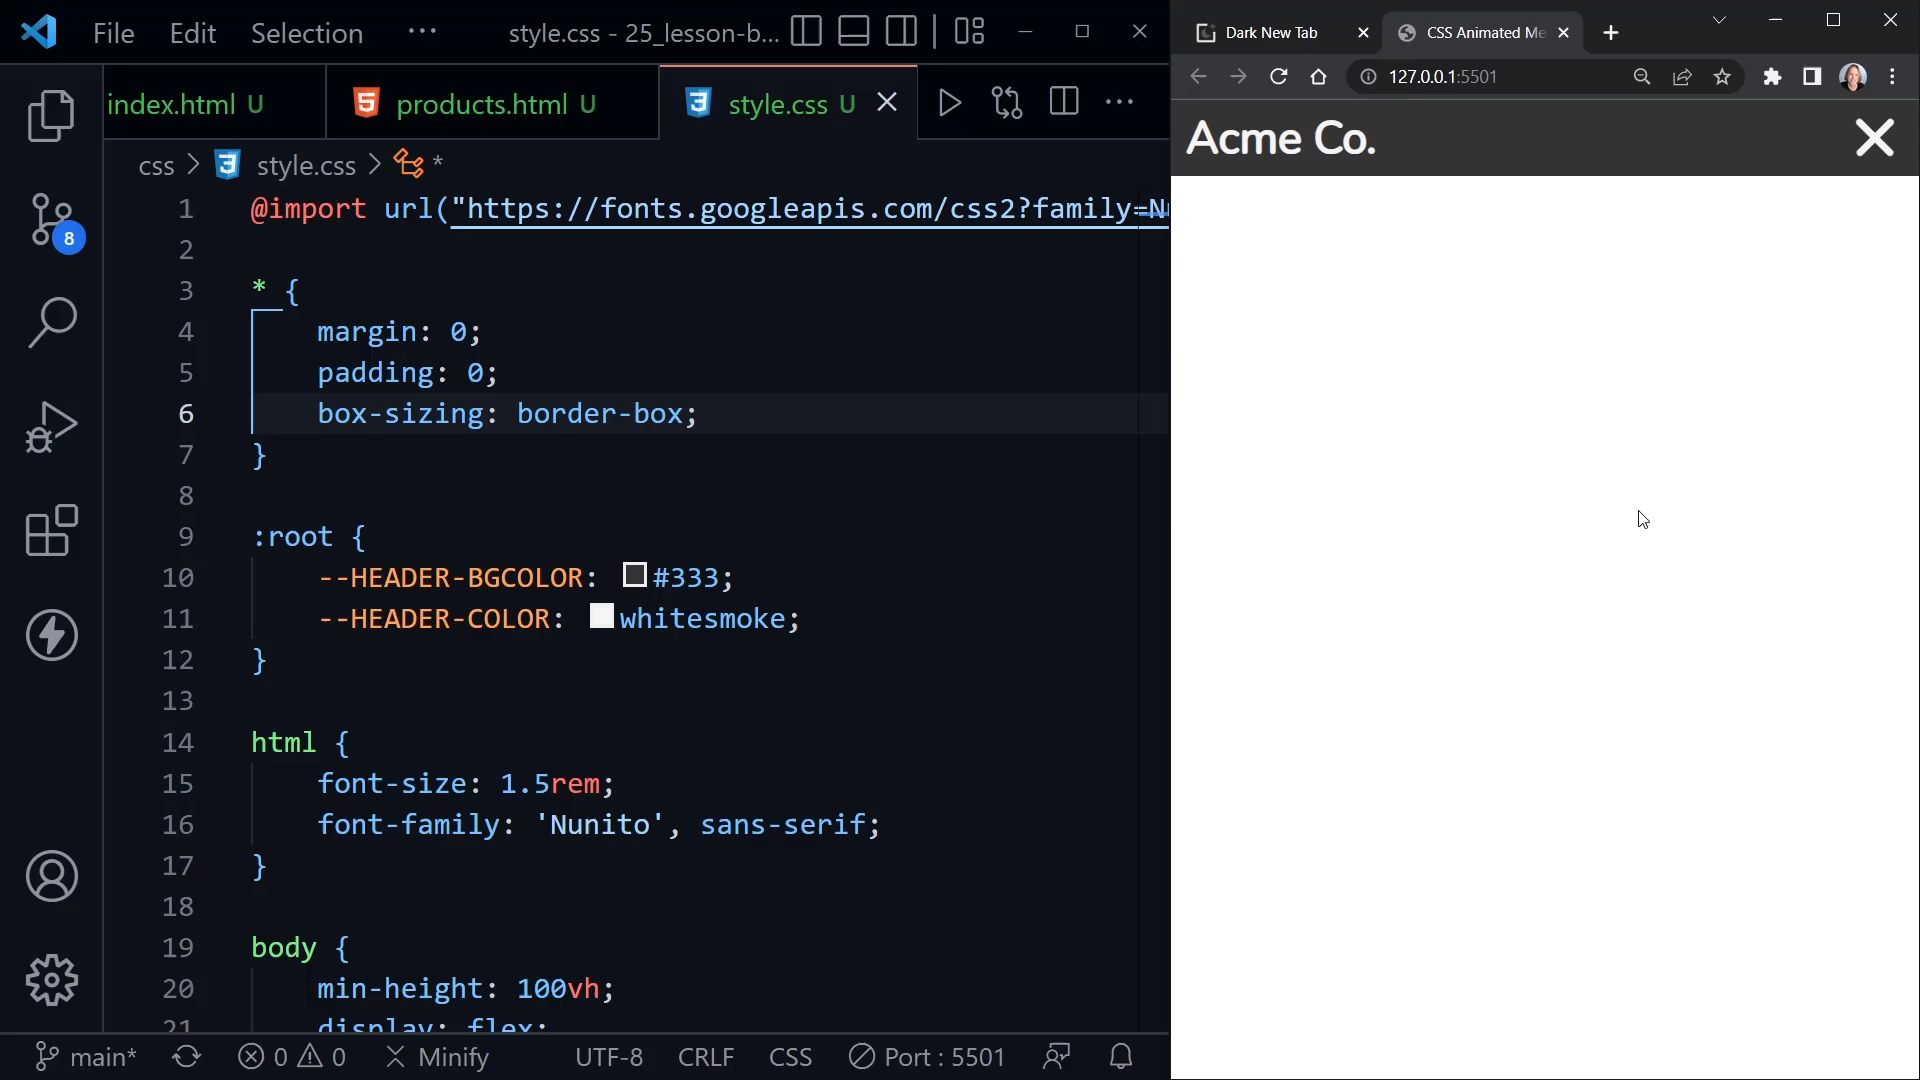 File Edit Selection ··· style.css - 25_lesson-b...
index.html U products.html U style.css U
css > style.css > *
1 @import url("https://fonts.googleapis.com/css2?family=N
2
3 * {
4 margin: 0;
5 padding: 0;
6 box-sizing: border-box;
7 }
8
9 :root {
10 --HEADER-BGCOLOR: #333;
11 --HEADER-COLOR: whitesmoke;
12 }
13
14 html {
15 font-size: 1.5rem;
16 font-family: 'Nunito', sans-serif;
17 }
18
19 body {
20 min-height: 100vh;
21 display: flex;
8
main* 0 0 Minify UTF-8 CRLF CSS Port : 5501
Dark New Tab CSS Animated Me
127.0.0.1:5501
Acme Co.